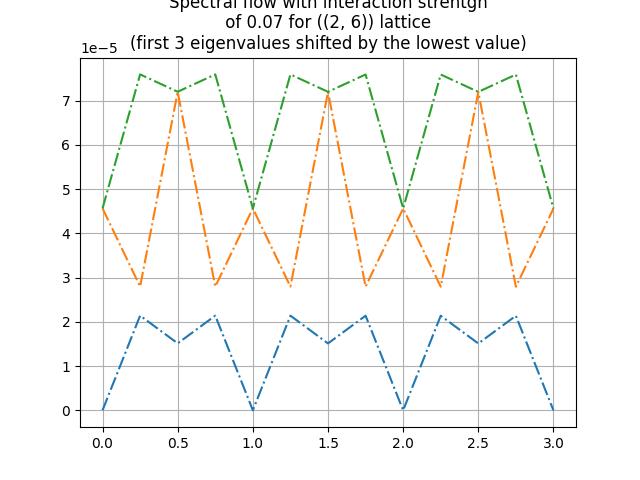 Spectral flow with interaction strentgh
of 0.07 for ((2, 6)) lattice
(first 3 eigenvalues shifted by the lowest value)
1e−5
7
6
5
4
3
2
1
0
0.0 0.5 1.0 1.5 2.0 2.5 3.0